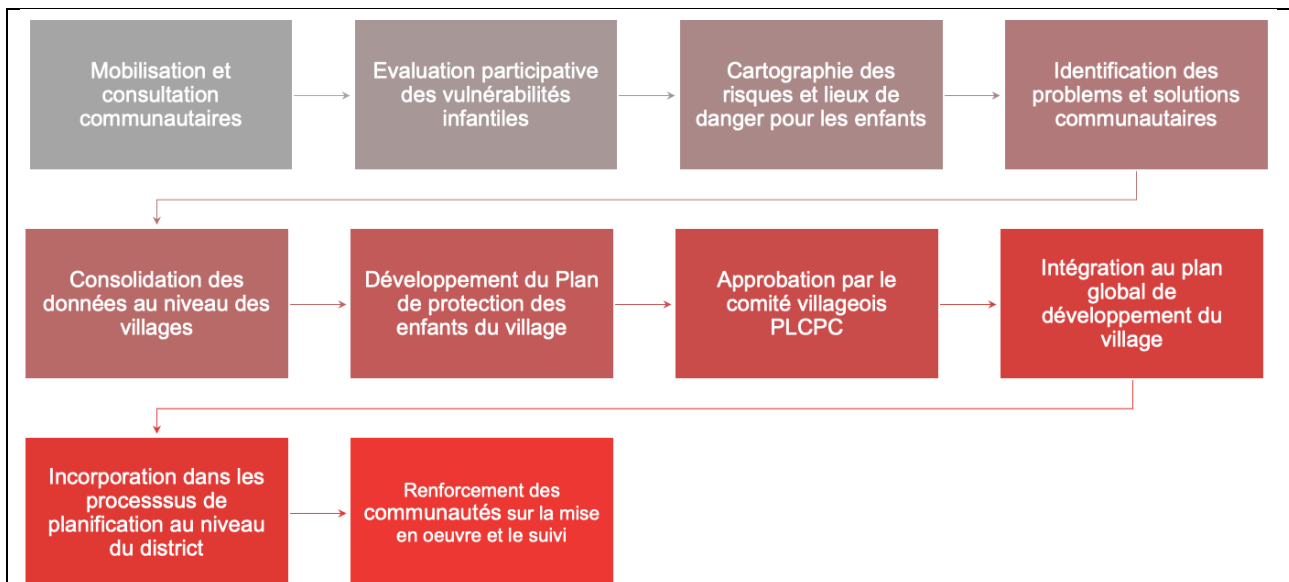 Mobilisation et
consultation
communautaires
Evaluation participative
des vulnérabilités
infantiles
Cartographie des
risques et lieux de
danger pour les enfants
Identification des
problems et solutions
communautaires
Consolidation des
données au niveau des
villages
Développement du Plan
de protection des
enfants du village
Approbation par le
comité villageois
PLCPC
Intégration au plan
global de
développement du
village
Incorporation dans les
processsus de
planification au niveau
du district
Renforcement des
communautés sur la mise
en oeuvre et le suivi